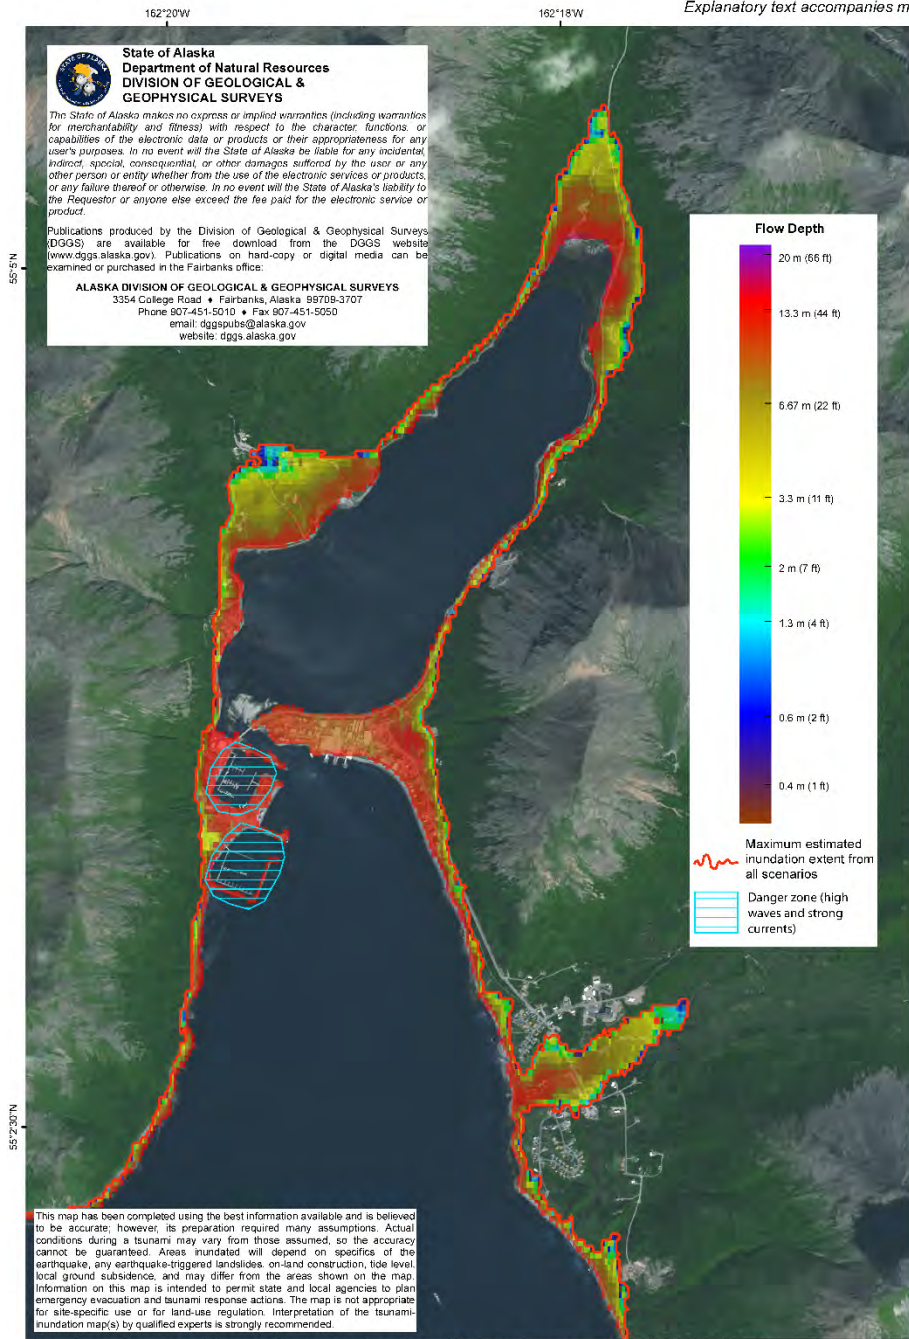 Explanatory text accompanies m
162°20'W
162°18'W
STATE OF ALASKA
State of Alaska
Department of Natural Resources
DIVISION OF GEOLOGICAL &
GEOPHYSICAL SURVEYS
The State of Alaska makes no express or implied warranties (including warranties
for merchantability and fitness) with respect to the character, functions, or
capabilities of the electronic data or products or their appropriateness for any
user's purposes. In no event will the State of Alaska be liable for any incidental,
indirect, special, consequential, or other damages suffered by the user or any
other person or entity whether from the use of the electronic services or products,
or any failure thereof or otherwise. In no event will the State of Alaska's liability to
the Requestor or anyone else exceed the fee paid for the electronic service or
product.
Publications produced by the Division of Geological & Geophysical Surveys
(DGGS) are available for free download from the DGGS website
(www.dggs.alaska.gov). Publications on hard-copy or digital media can be
examined or purchased in the Fairbanks office:
ALASKA DIVISION OF GEOLOGICAL & GEOPHYSICAL SURVEYS
3354 College Road ♦ Fairbanks, Alaska 99709-3707
Phone 907-451-5010 ♦ Fax 907-451-5050
email: dggspubs@alaska.gov
website: dggs.alaska.gov
55°5'N
Flow Depth
20 m (66 ft)
13.3 m (44 ft)
6.67 m (22 ft)
3.3 m (11 ft)
2 m (7 ft)
1.3 m (4 ft)
0.6 m (2 ft)
0.4 m (1 ft)
Maximum estimated
inundation extent from
all scenarios
Danger zone (high
waves and strong
currents)
55°2'30"N
This map has been completed using the best information available and is believed
to be accurate; however, its preparation required many assumptions. Actual
conditions during a tsunami may vary from those assumed, so the accuracy
cannot be guaranteed. Areas inundated will depend on specifics of the
earthquake, any earthquake-triggered landslides, on-land construction, tide level,
local ground subsidence, and may differ from the areas shown on the map.
Information on this map is intended to permit state and local agencies to plan
emergency evacuation and tsunami response actions. The map is not appropriate
for site-specific use or for land-use regulation. Interpretation of the tsunami-
inundation map(s) by qualified experts is strongly recommended.